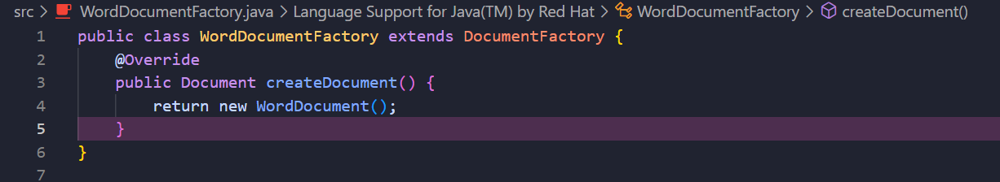 src > WordDocumentFactory.java > Language Support for Java(TM) by Red Hat > WordDocumentFactory > createDocument()
1 public class WordDocumentFactory extends DocumentFactory {
2     @Override
3     public Document createDocument() {
4         return new WordDocument();
5     }
6 }
7